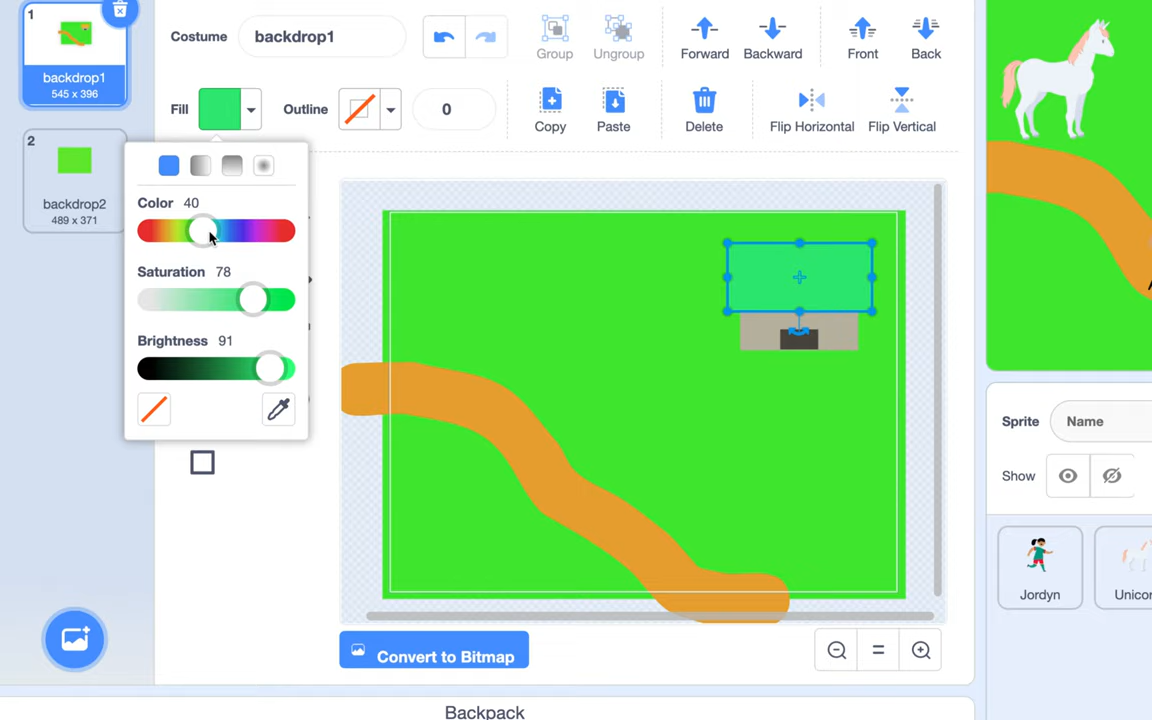 1
backdrop1
545 x 396
2
backdrop2
489 x 371
Costume
backdrop1
Group
Ungroup
Forward
Backward
Front
Back
Fill
Outline
0
Copy
Paste
Delete
Flip Horizontal
Flip Vertical
Color 40
Saturation 78
Brightness 91
Convert to Bitmap
=
Backpack
Sprite
Name
Show
Jordyn
Unicor